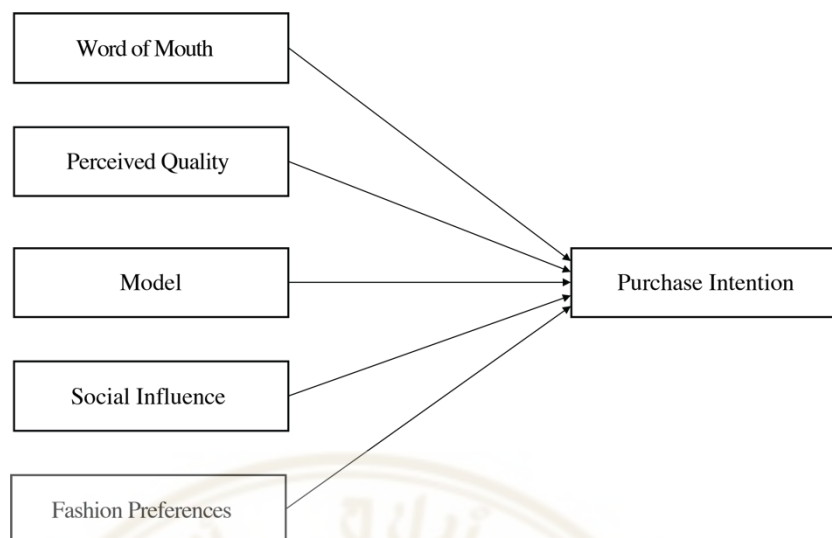 Word of Mouth
Perceived Quality
Model
Purchase Intention
Social Influence
Fashion Preferences